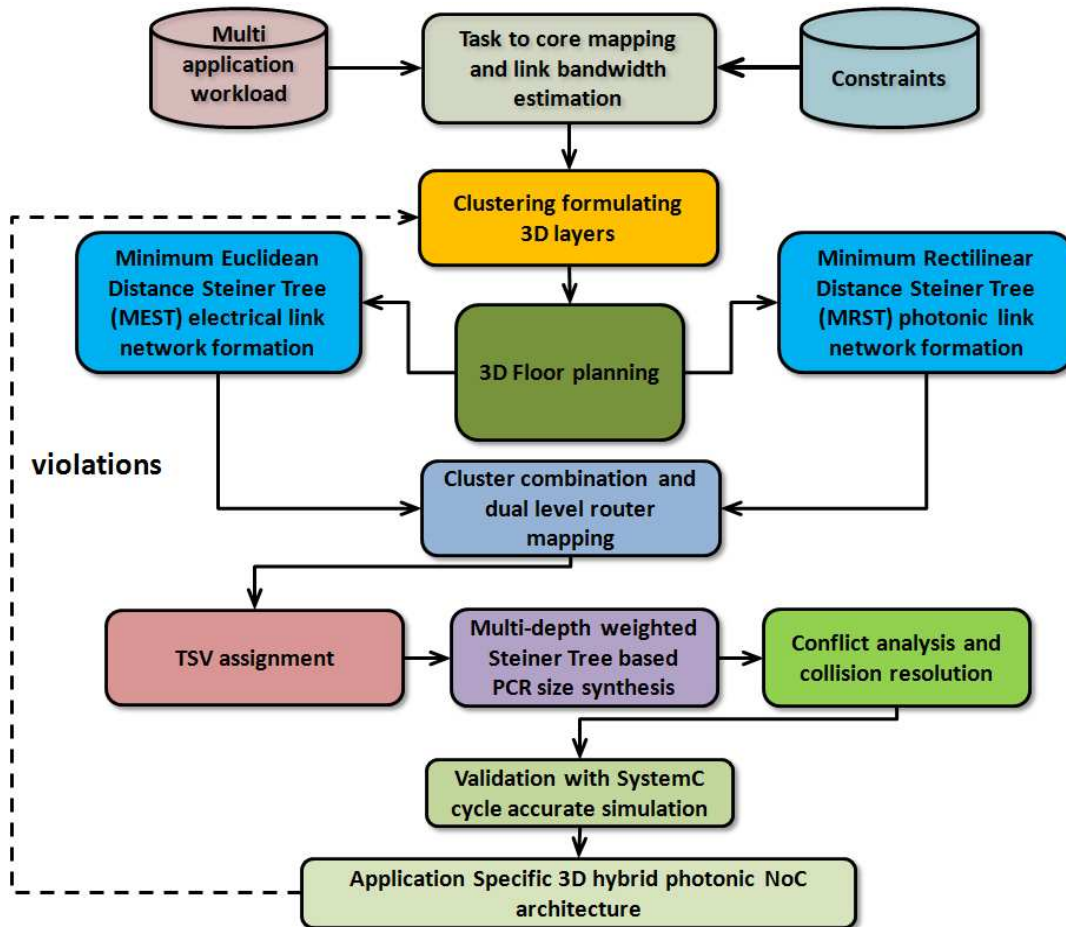 Multi
application
workload
Task to core mapping
and link bandwidth
estimation
Constraints
Clustering formulating
3D layers
Minimum Euclidean
Distance Steiner Tree
(MEST) electrical link
network formation
3D Floor planning
Minimum Rectilinear
Distance Steiner Tree
(MRST) photonic link
network formation
violations
Cluster combination and
dual level router
mapping
TSV assignment
Multi-depth weighted
Steiner Tree based
PCR size synthesis
Conflict analysis and
collision resolution
Validation with SystemC
cycle accurate simulation
Application Specific 3D hybrid photonic NoC
architecture